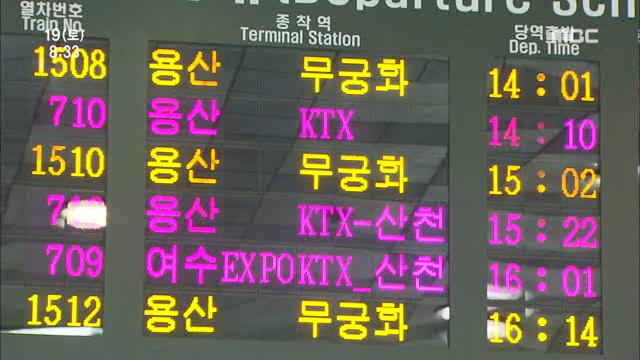 열차번호 종착역 당역출발
Train No. Terminal Station Dep. Time
Departure
19(토)
8:33
MBC
1508 용산 무궁화 14:01
710 용산 KTX 14:10
1510 용산 무궁화 15:02
용산 KTX-산천 15:22
709 여수EXPO KTX_산천 16:01
1512 용산 무궁화 16:14